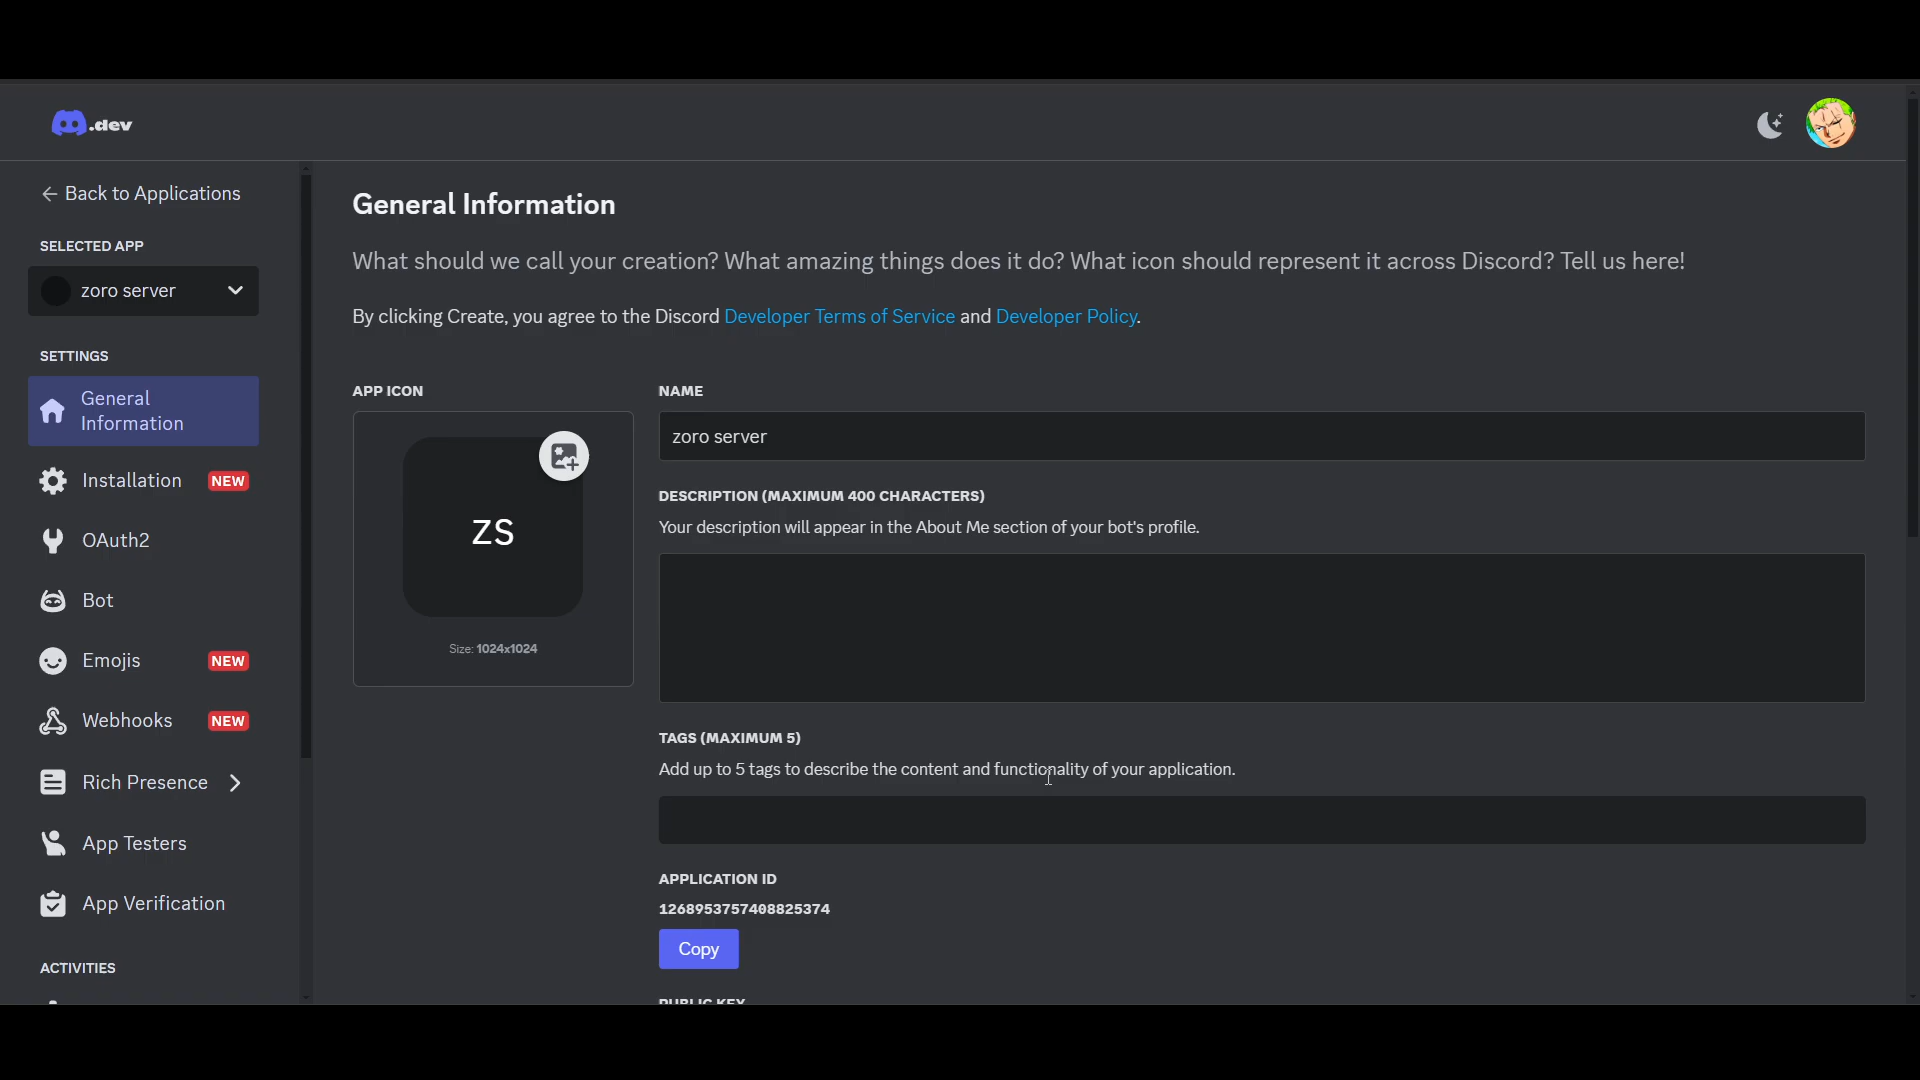 .dev
Back to Applications
SELECTED APP
zoro server
SETTINGS
General
Information
Installation NEW
OAuth2
Bot
Emojis NEW
Webhooks NEW
Rich Presence
App Testers
App Verification
ACTIVITIES
General Information
What should we call your creation? What amazing things does it do? What icon should represent it across Discord? Tell us here!
By clicking Create, you agree to the Discord Developer Terms of Service and Developer Policy.
APP ICON
zs
Size: 1024x1024
NAME
zoro server
DESCRIPTION (MAXIMUM 400 CHARACTERS)
Your description will appear in the About Me section of your bot's profile.
TAGS (MAXIMUM 5)
Add up to 5 tags to describe the content and functionality of your application.
APPLICATION ID
1268953757408825374
Copy
PUBLIC KEY